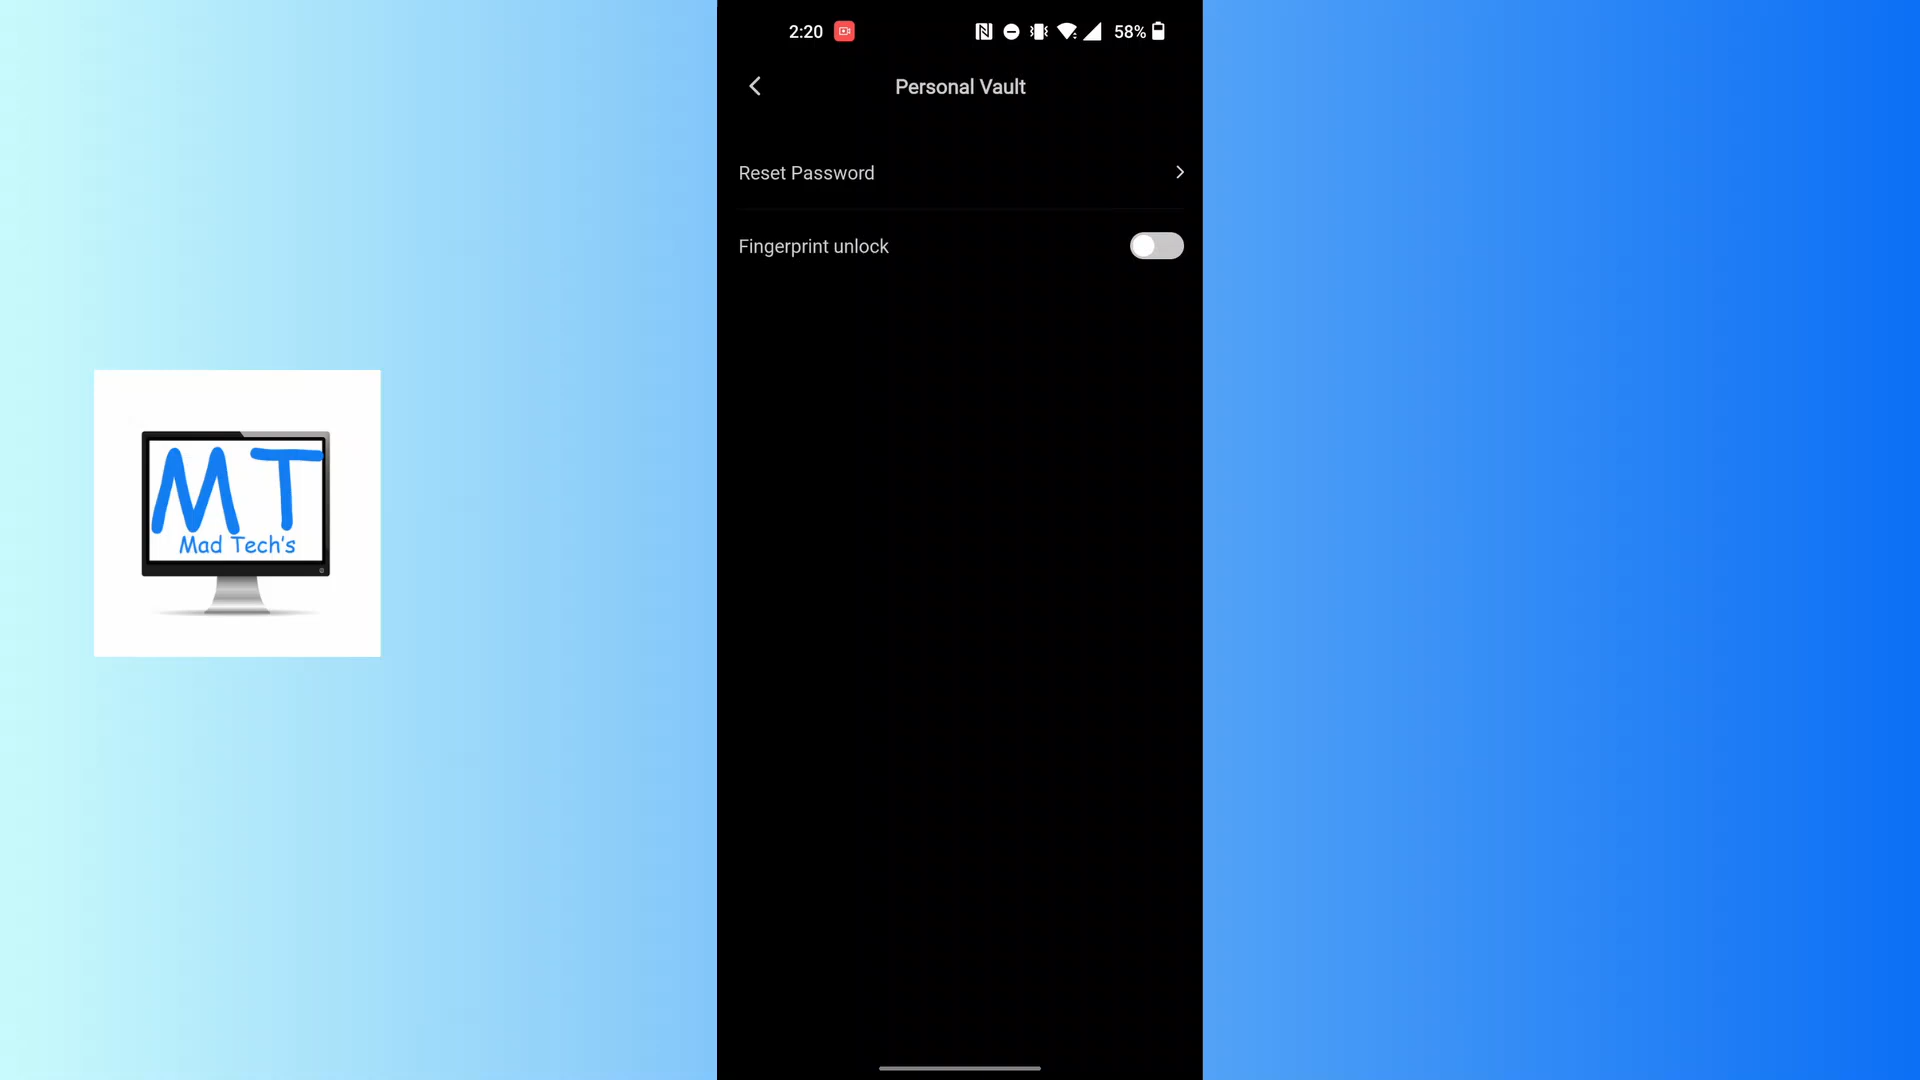 2:20
58%
Personal Vault
Reset Password
Fingerprint unlock
MT
Mad Tech's